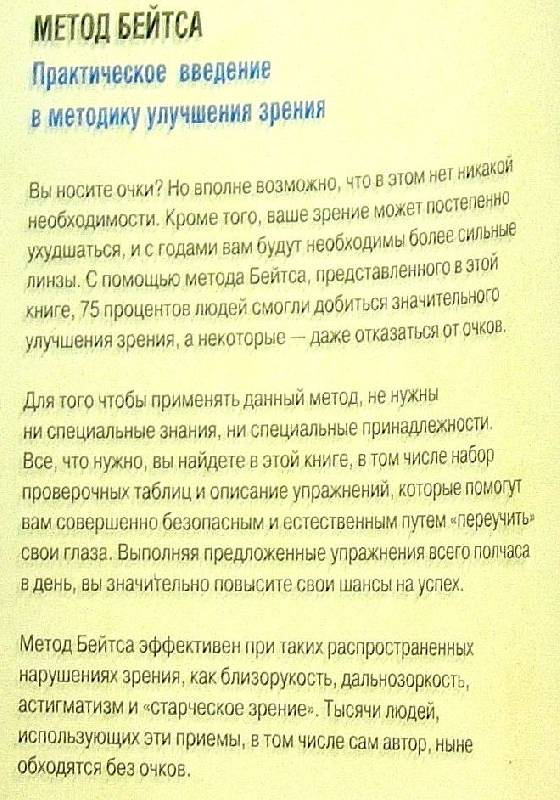 МЕТОД БЕЙТСА
Практическое введение
в методику улучшения зрения
Вы носите очки? Но вполне возможно, что в этом нет никакой
необходимости. Кроме того, ваше зрение может постепенно
ухудшаться, и с годами вам будут необходимы более сильные
линзы. С помощью метода Бейтса, представленного в этой
книге, 75 процентов людей смогли добиться значительного
улучшения зрения, а некоторые — даже отказаться от очков.
Для того чтобы применять данный метод, не нужны
ни специальные знания, ни специальные принадлежности.
Все, что нужно, вы найдете в этой книге, в том числе набор
проверочных таблиц и описание упражнений, которые помогут
вам совершенно безопасным и естественным путем «переучить»
свои глаза. Выполняя предложенные упражнения всего полчаса
в день, вы значительно повысите свои шансы на успех.
Метод Бейтса эффективен при таких распространенных
нарушениях зрения, как близорукость, дальнозоркость,
астигматизм и «старческое зрение». Тысячи людей,
использующих эти приемы, в том числе сам автор, ныне
обходятся без очков.